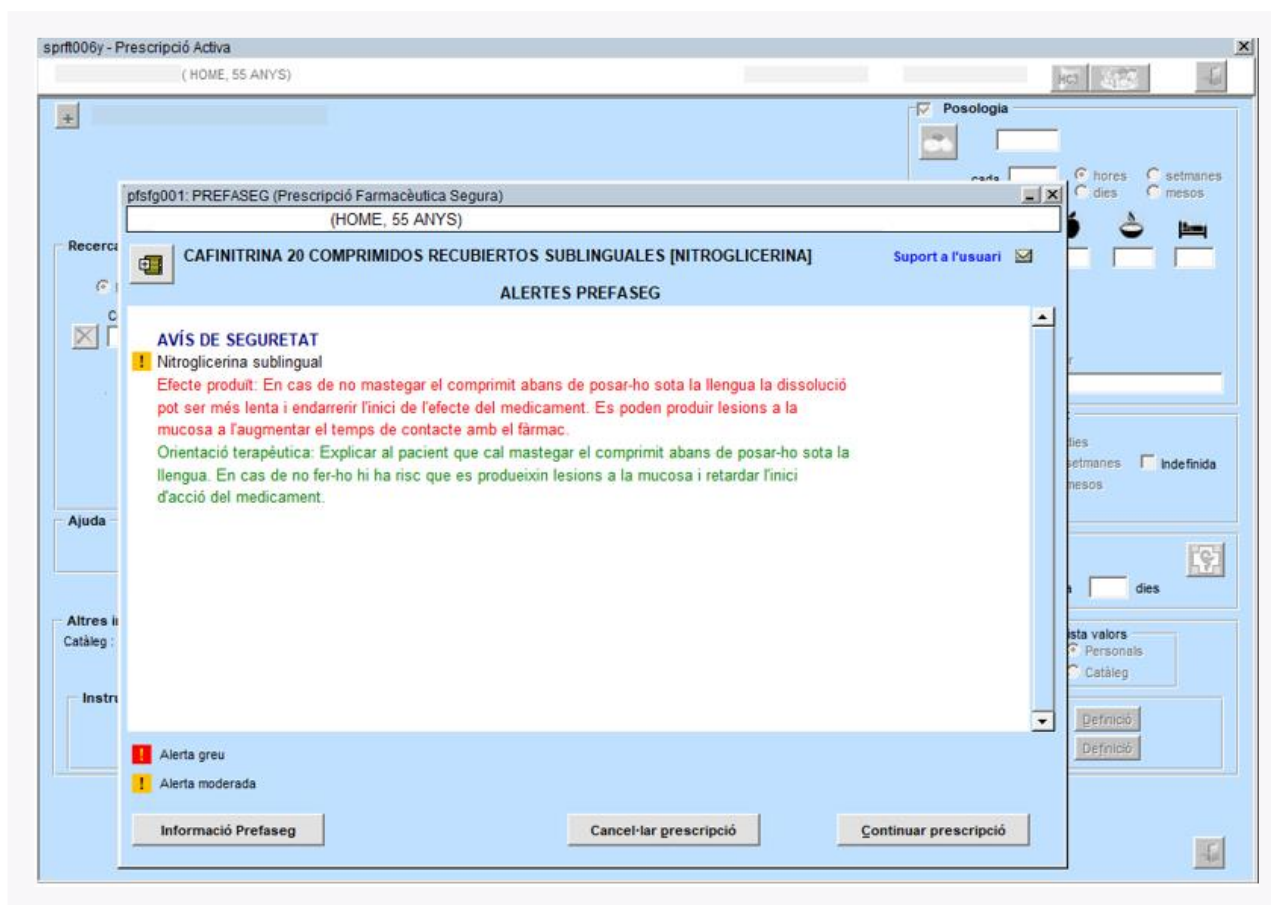 sprft006y - Prescripció Activa
( HOME, 55 ANYS)
HC3
Posologia
cada
hores
setmanes
dies
mesos
pfsfg001: PREFASEG (Prescripció Farmacèutica Segura)
(HOME, 55 ANYS)
Recerca
CAFINITRINA 20 COMPRIMIDOS RECUBIERTOS SUBLINGUALES [NITROGLICERINA]
Suport a l'usuari
ALERTES PREFASEG
AVÍS DE SEGURETAT
! Nitroglicerina sublingual
Efecte produït: En cas de no mastegar el comprimit abans de posar-ho sota la llengua la dissolució
pot ser més lenta i endarrerir l'inici de l'efecte del medicament. Es poden produir lesions a la
mucosa a l'augmentar el temps de contacte amb el fàrmac.
Orientació terapèutica: Explicar al pacient que cal mastegar el comprimit abans de posar-ho sota la
llengua. En cas de no fer-ho hi ha risc que es produeixin lesions a la mucosa i retardar l'inici
d'acció del medicament.
dies
setmanes
Indefinida
mesos
Ajuda
dies
Altres i
Catàleg :
ista valors
Personals
Catàleg
Instru
Definició
Definició
! Alerta greu
! Alerta moderada
Informació Prefaseg
Cancel·lar prescripció
Continuar prescripció